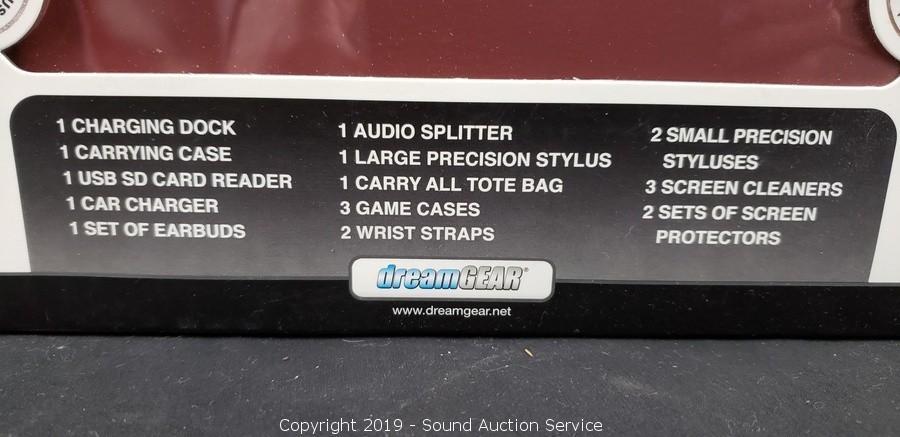 1 CHARGING DOCK
1 CARRYING CASE
1 USB SD CARD READER
1 CAR CHARGER
1 SET OF EARBUDS
1 AUDIO SPLITTER
1 LARGE PRECISION STYLUS
1 CARRY ALL TOTE BAG
3 GAME CASES
2 WRIST STRAPS
2 SMALL PRECISION
STYLUSES
3 SCREEN CLEANERS
2 SETS OF SCREEN
PROTECTORS
dreamGEAR®
www.dreamgear.net
Copyright 2019 - Sound Auction Service